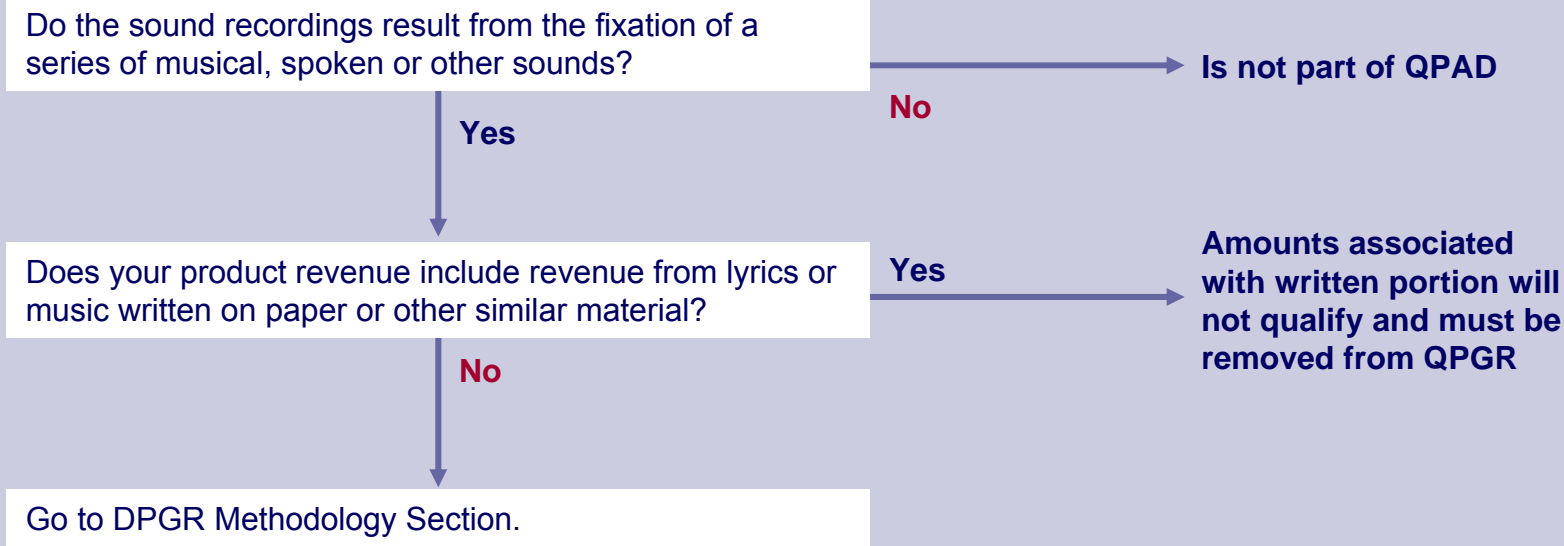 Do the sound recordings result from the fixation of a
series of musical, spoken or other sounds?
Is not part of QPAD
No
Yes
Does your product revenue include revenue from lyrics or
music written on paper or other similar material?
Yes
Amounts associated
with written portion will
not qualify and must be
removed from QPGR
No
Go to DPGR Methodology Section.